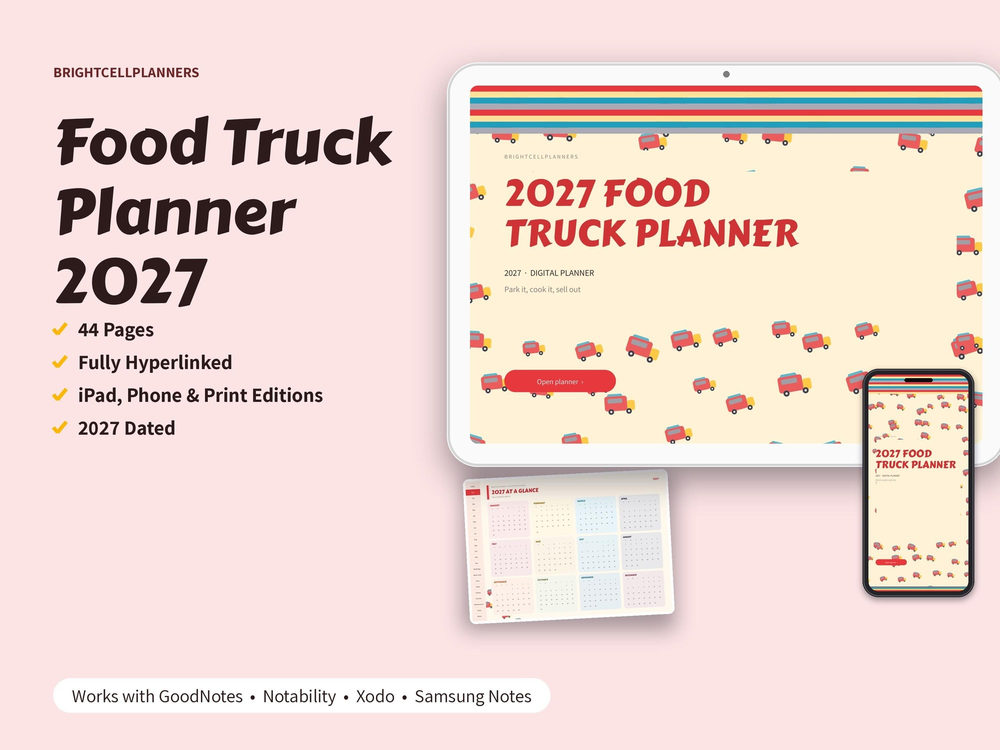 BRIGHTCELLPLANNERS
Food Truck
Planner
2027
44 Pages
Fully Hyperlinked
iPad, Phone & Print Editions
2027 Dated
Works with GoodNotes • Notability • Xodo • Samsung Notes
BRIGHTCELLPLANNERS
2027 FOOD
TRUCK PLANNER
2027 · DIGITAL PLANNER
Park it, cook it, sell out
Open planner ›
2027 AT A GLANCE
2027 FOOD
TRUCK PLANNER